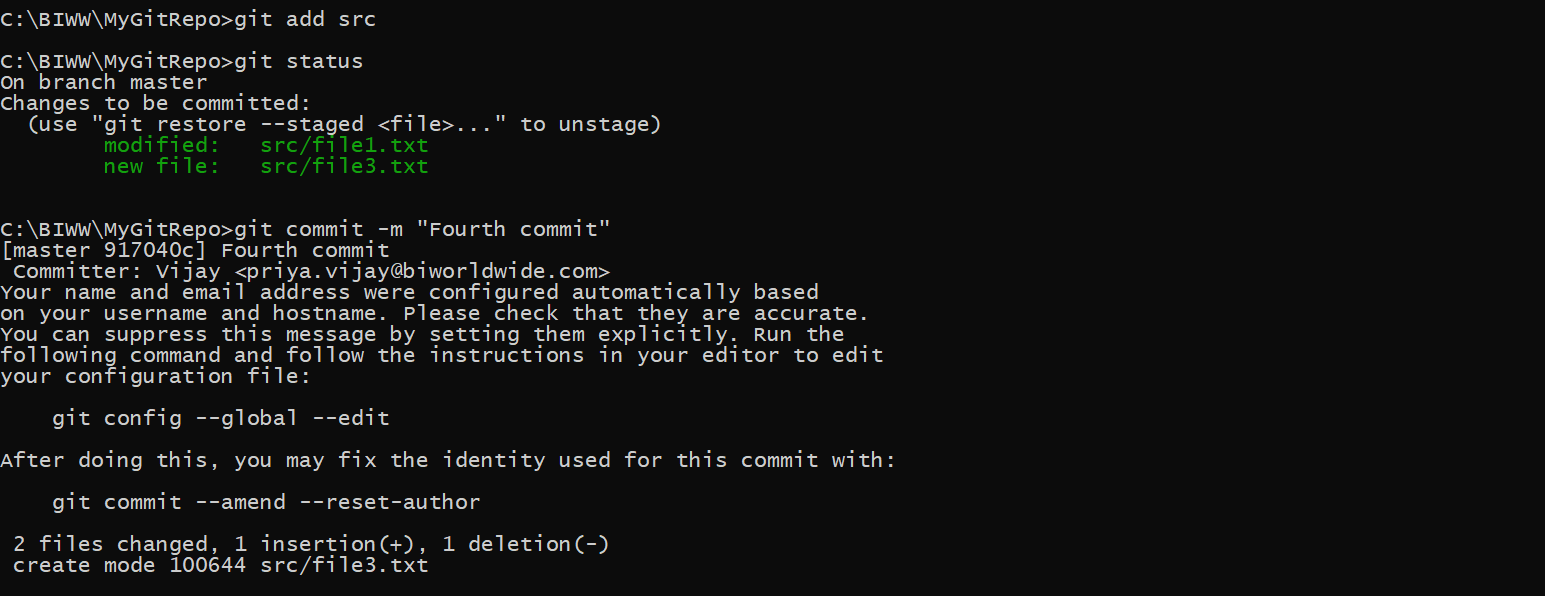 C:\BIWW\MyGitRepo>git add src
C:\BIWW\MyGitRepo>git status
On branch master
Changes to be committed:
  (use "git restore --staged <file>..." to unstage)
        modified:   src/file1.txt
        new file:   src/file3.txt
C:\BIWW\MyGitRepo>git commit -m "Fourth commit"
[master 917040c] Fourth commit
 Committer: Vijay <priya.vijay@biworldwide.com>
Your name and email address were configured automatically based
on your username and hostname. Please check that they are accurate.
You can suppress this message by setting them explicitly. Run the
following command and follow the instructions in your editor to edit
your configuration file:
    git config --global --edit
After doing this, you may fix the identity used for this commit with:
    git commit --amend --reset-author
 2 files changed, 1 insertion(+), 1 deletion(-)
 create mode 100644 src/file3.txt